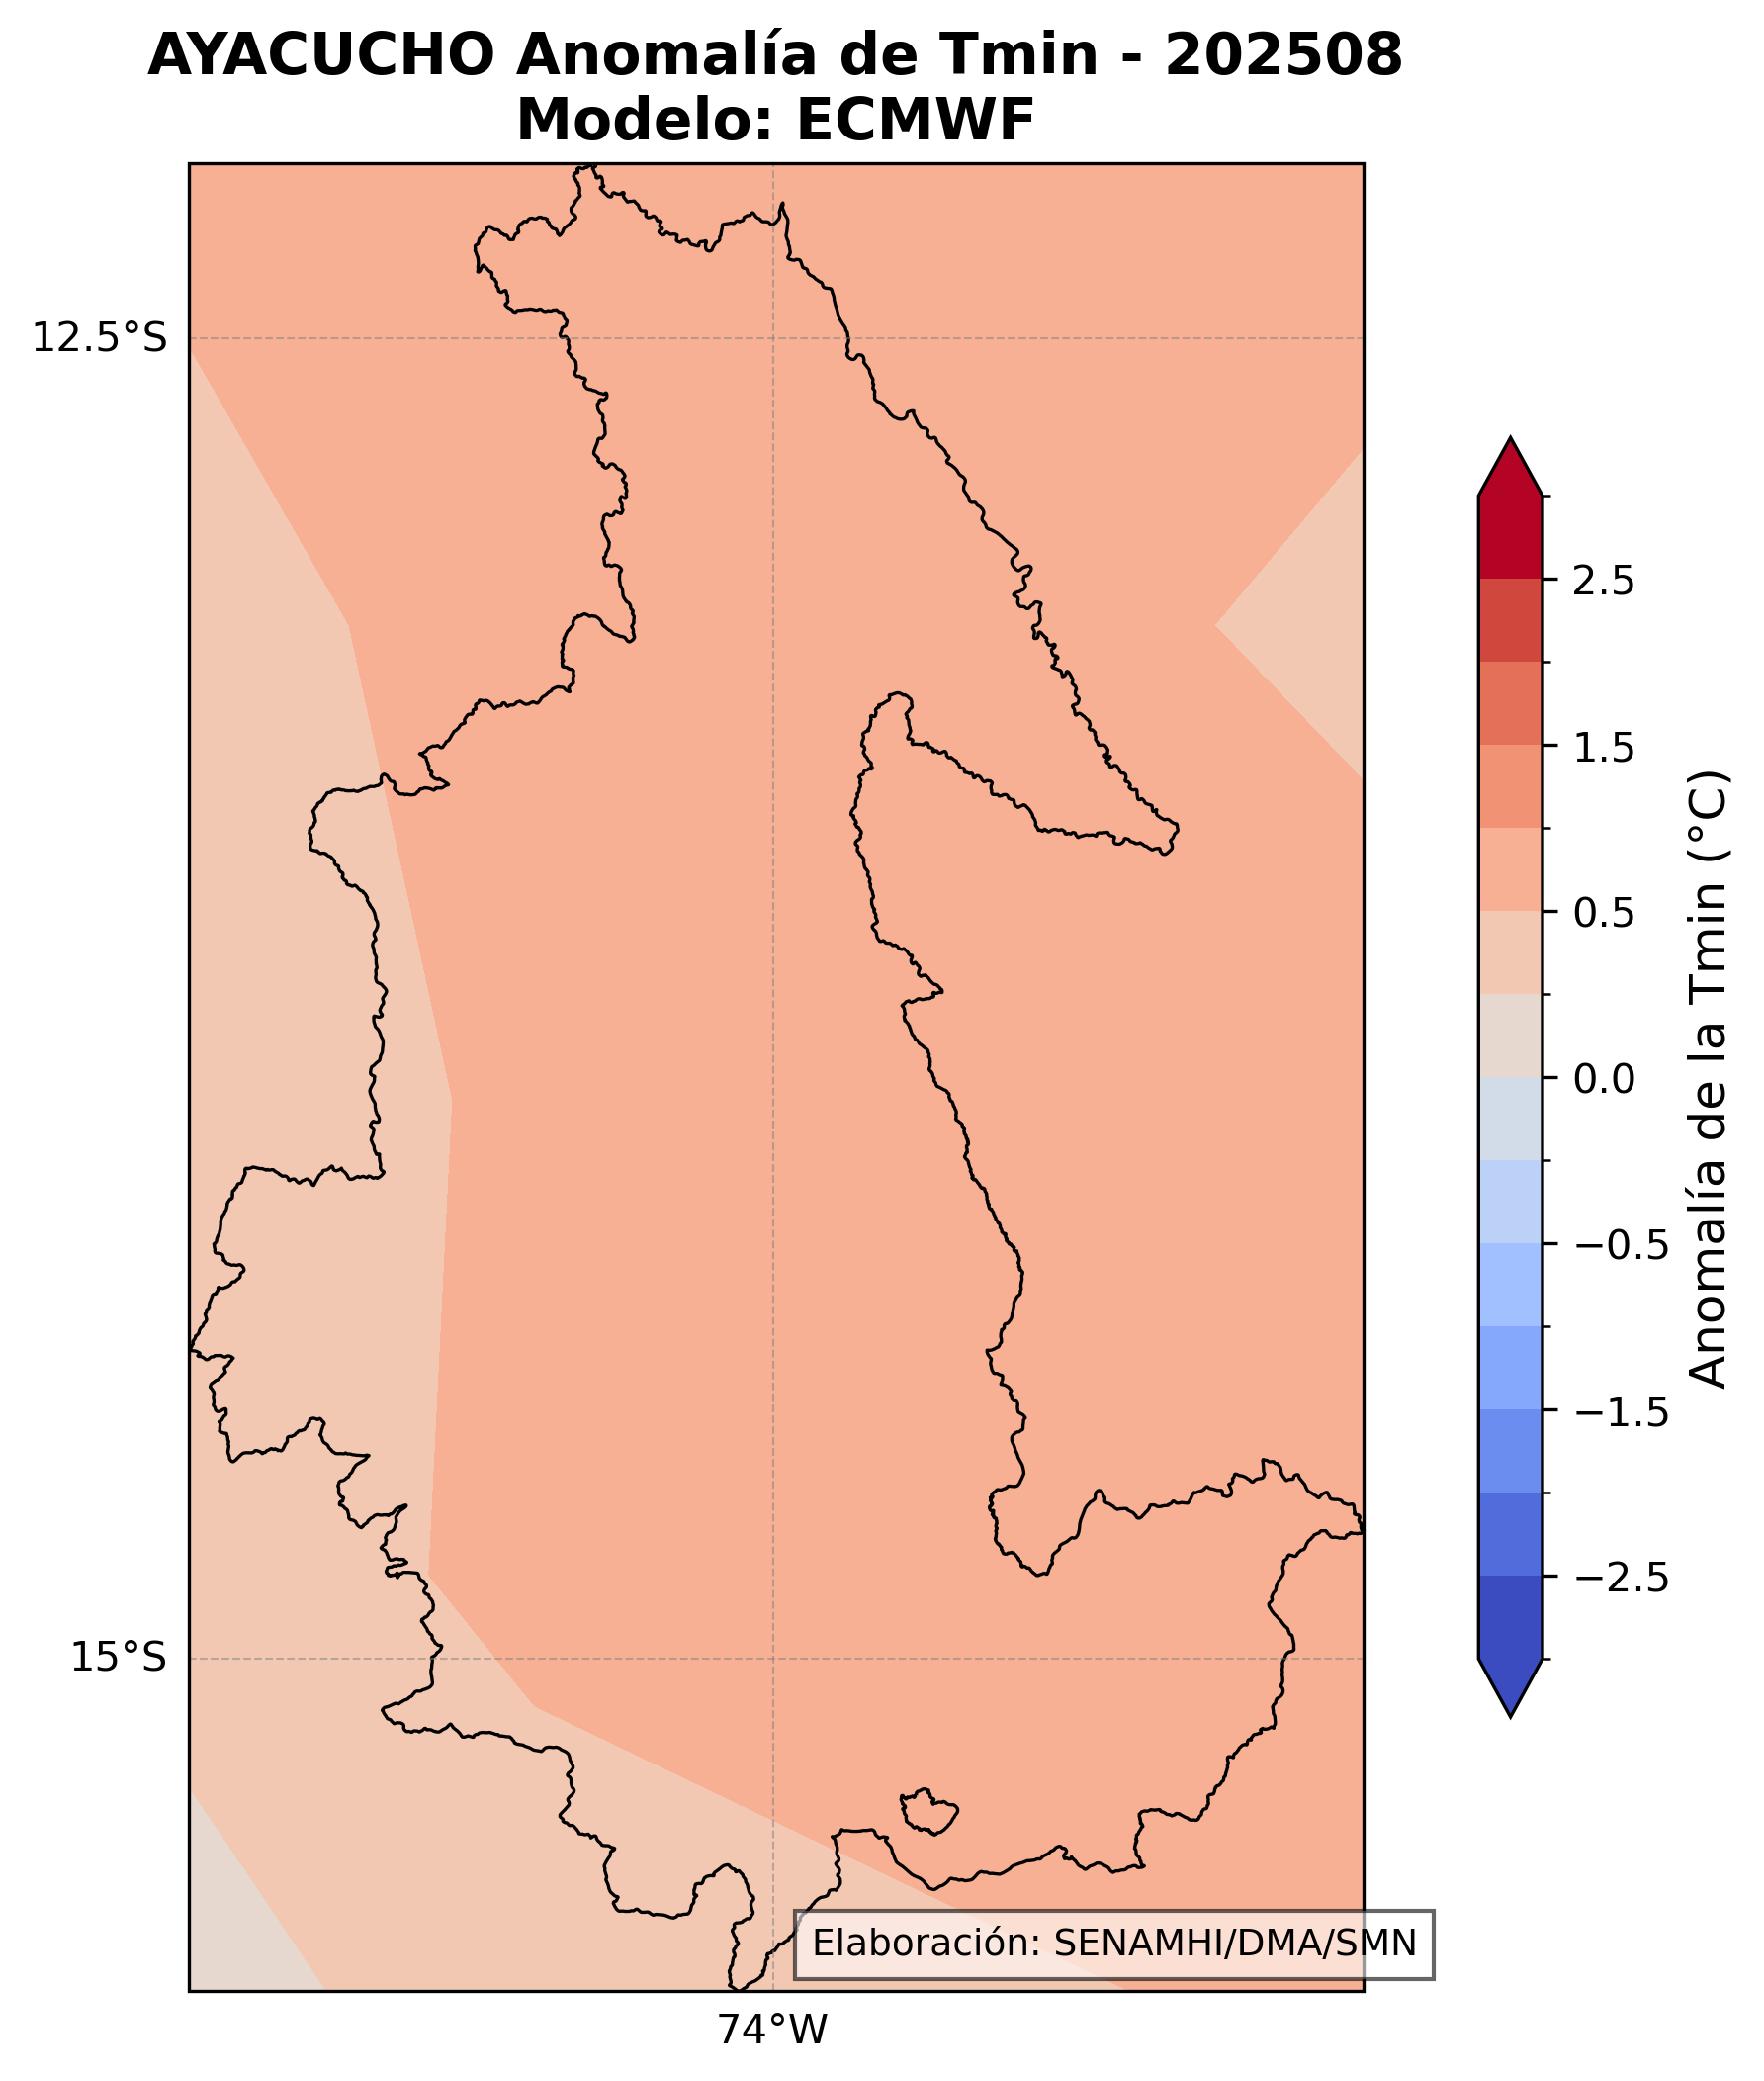 AYACUCHO Anomalía de Tmin - 202508
Modelo: ECMWF
12.5°S
15°S
74°W
Elaboración: SENAMHI/DMA/SMN
2.5
1.5
0.5
0.0
−0.5
−1.5
−2.5
Anomalía de la Tmin (°C)